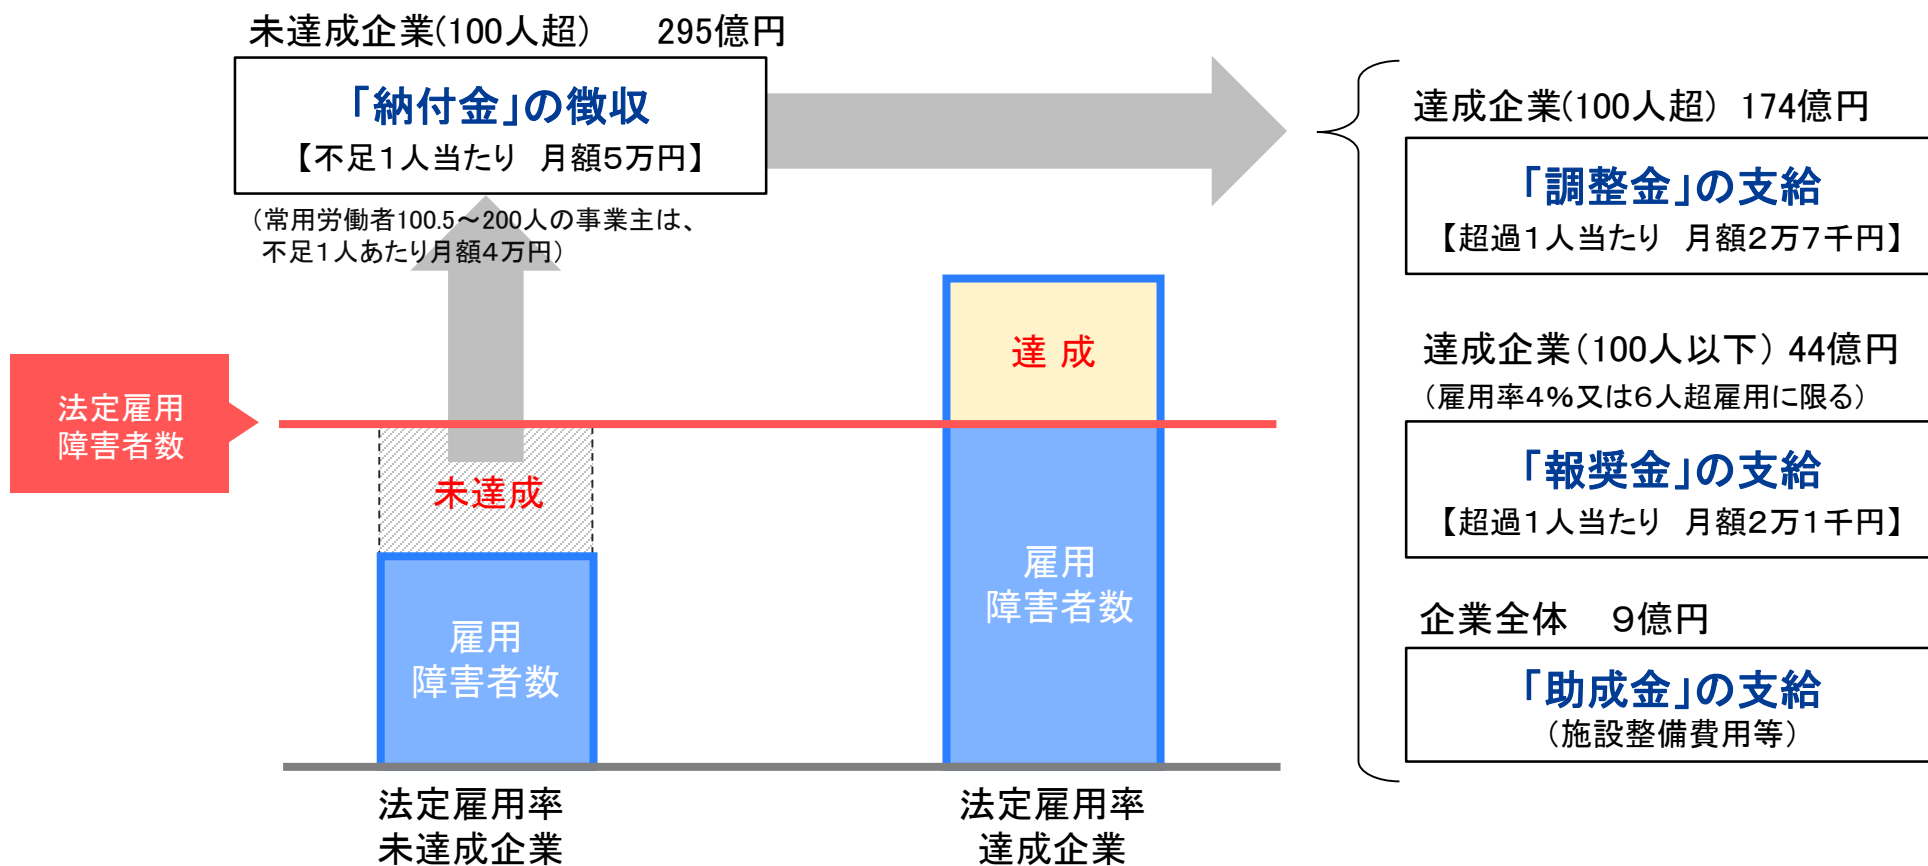 未達成企業(100人超)　295億円
「納付金」の徴収
【不足1人当たり　月額5万円】
（常用労働者100.5～200人の事業主は、
不足1人あたり月額4万円）
達成企業(100人超) 174億円
「調整金」の支給
【超過1人当たり　月額2万7千円】
達成企業（100人以下）44億円
（雇用率4%又は6人超雇用に限る）
「報奨金」の支給
【超過1人当たり　月額2万1千円】
企業全体　9億円
「助成金」の支給
（施設整備費用等）
法定雇用
障害者数
未達成
雇用
障害者数
達 成
雇用
障害者数
法定雇用率
未達成企業
法定雇用率
達成企業